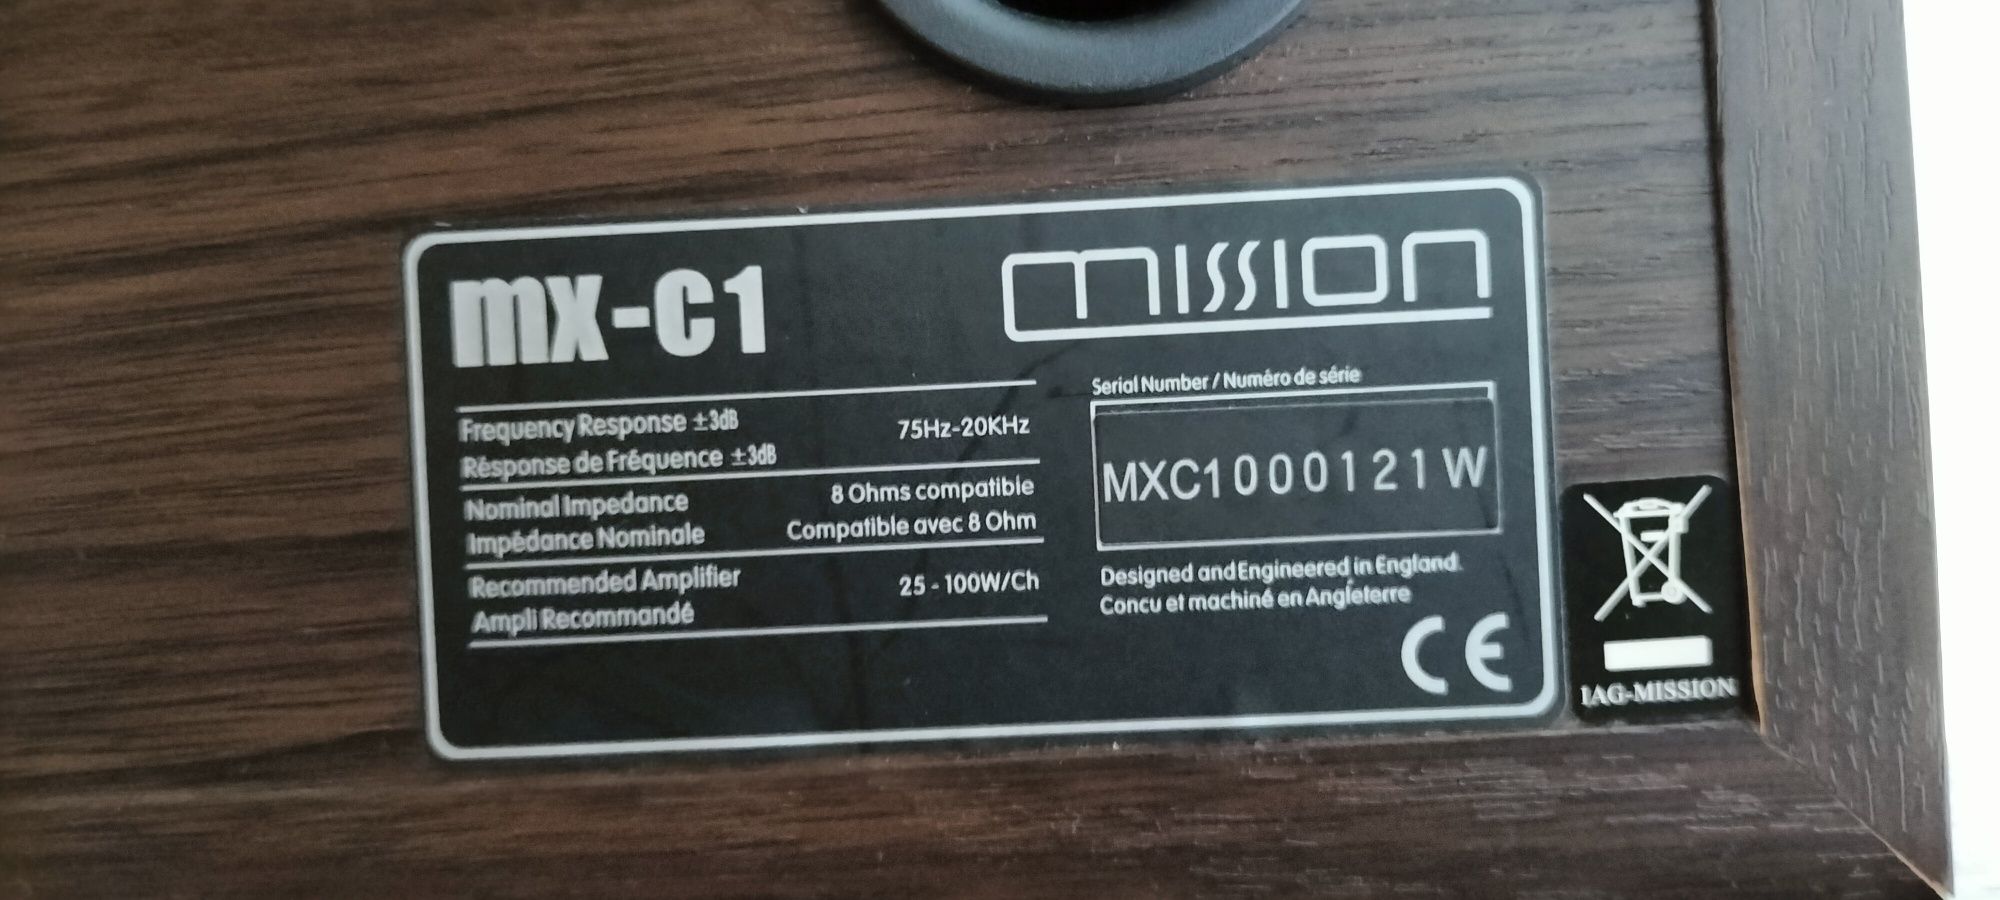 mx-C1
mission
Frequency Response ±3dB
Résponse de Fréquence ±3dB
75Hz-20KHz
Nominal Impedance
Impédance Nominale
8 Ohms compatible
Compatible avec 8 Ohm
Recommended Amplifier
Ampli Recommandé
25 - 100W/Ch
Serial Number / Numéro de série
MXC1000121W
Designed and Engineered in England.
Concu et machiné en Angleterre
CE
IAG-MISSION